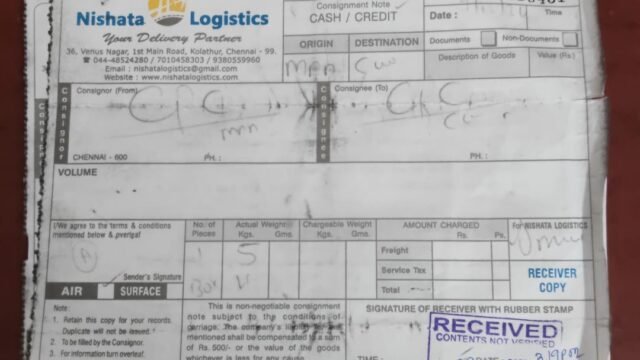 Nishata Logistics
Your Delivery Partner
36, Venus Nagar, 1st Main Road, Kolathur, Chennai - 99.
044-48524280 / 7010458303 / 9380559960
Email : nishatalogistics@gmail.com
Website : www.nishatalogistics.com
Consignment Note
CASH / CREDIT
Date :
Time
ORIGIN
DESTINATION
Documents
Non-Documents
Description of Goods
Value (Rs.)
Consignor
Consignor (From)
CHENNAI - 600
PH. :
Consignee
Consignee (To)
PH. :
VOLUME
I/We agree to the terms & conditions
mentioned below & overleaf
Sender's Signature
AIR
SURFACE
No. of
Pieces
Actual Weight
Kgs. Gms.
5
Chargeable Weight
Kgs. Gms.
AMOUNT CHARGED
Rs. Ps.
Freight
Service Tax
Total
For NISHATA LOGISTICS
RECEIVER
COPY
Note :
1. Retain this copy for your records.
Duplicate will not be issued.
2. To be filled by the Consignor.
3. For information turn overleaf.
This is non-negotiable consignment
note subject to the conditions of
carriage. The company's
mentioned shall be compensated to a sum
of Rs. 500/- or the value of the goods
whichever is less for any cause.
SIGNATURE OF RECEIVER WITH RUBBER STAMP
RECEIVED
CONTENTS NOT VERIFIED
TIME :
DATE